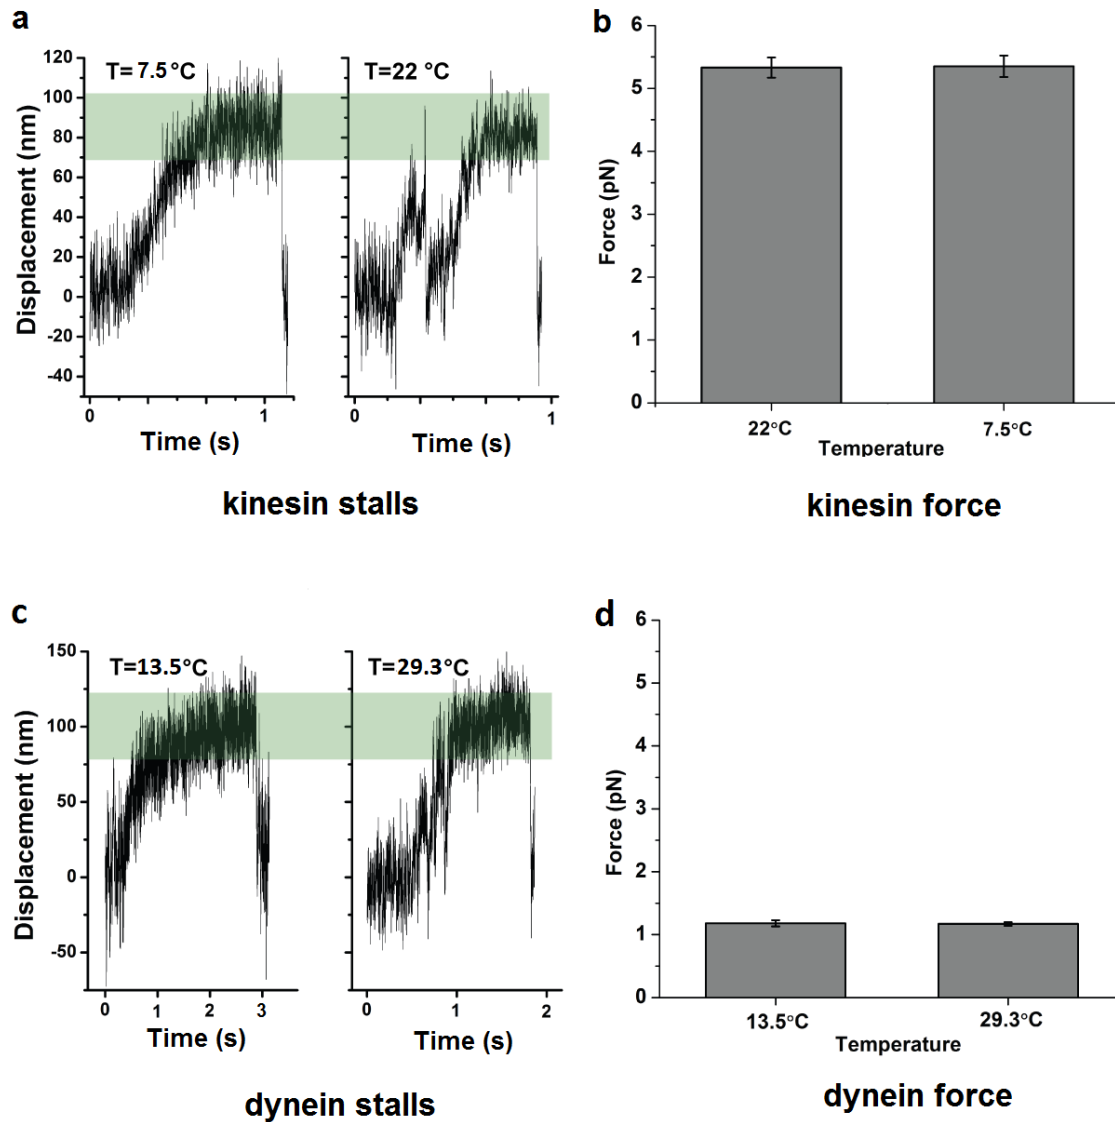 a
T= 7.5 °C
T=22 °C
120
100
80
60
40
20
0
-20
-40
Displacement (nm)
0
1
0
1
Time (s)
Time (s)
kinesin stalls
b
6
5
4
3
2
1
0
Force (pN)
22°C
7.5°C
Temperature
kinesin force
c
T=13.5°C
T=29.3°C
150
100
50
0
-50
Displacement (nm)
0
1
2
3
0
1
2
Time (s)
Time (s)
dynein stalls
d
6
5
4
3
2
1
0
Force (pN)
13.5°C
29.3°C
Temperature
dynein force